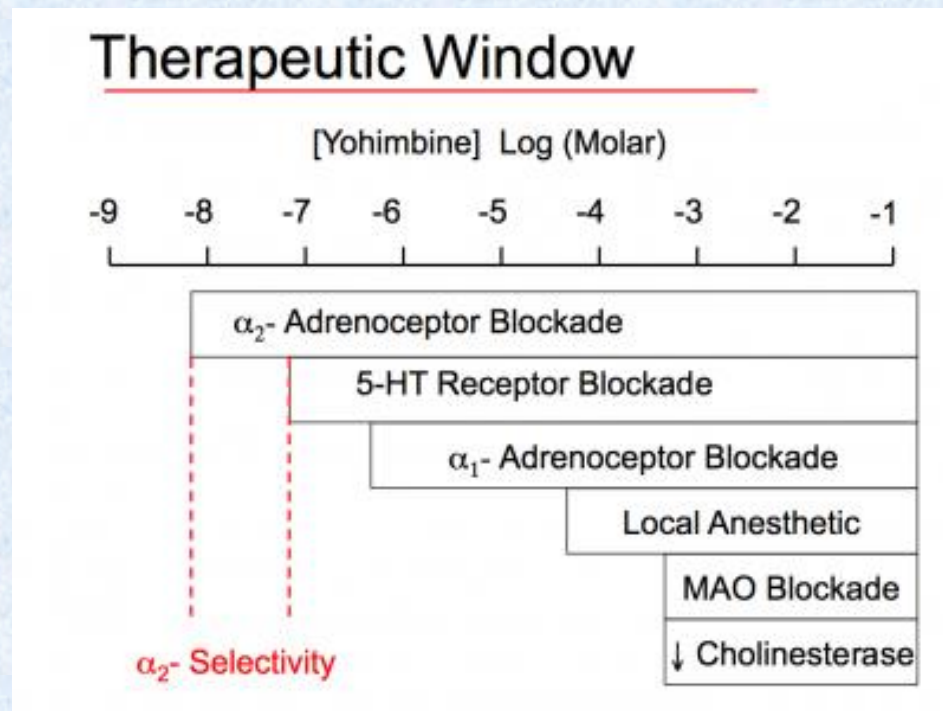 Therapeutic Window
[Yohimbine] Log (Molar)
-9 -8 -7 -6 -5 -4 -3 -2 -1
α₂- Adrenoceptor Blockade
5-HT Receptor Blockade
α₁- Adrenoceptor Blockade
Local Anesthetic
MAO Blockade
↓ Cholinesterase
α₂- Selectivity